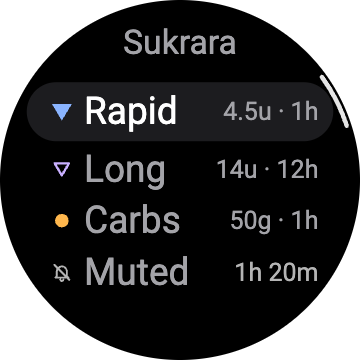 Sukrara
Rapid 4.5u · 1h
Long 14u · 12h
Carbs 50g · 1h
Muted 1h 20m